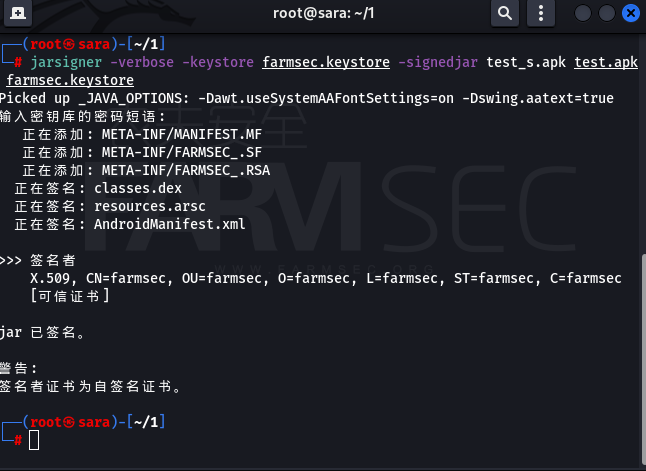 root@sara: ~/1
┌──(root㉿sara)-[~/1]
└─# jarsigner -verbose -keystore farmsec.keystore -signedjar test_s.apk test.apk
farmsec.keystore
Picked up _JAVA_OPTIONS: -Dawt.useSystemAAFontSettings=on -Dswing.aatext=true
输入密钥库的密码短语:
正在添加: META-INF/MANIFEST.MF
正在添加: META-INF/FARMSEC_.SF
正在添加: META-INF/FARMSEC_.RSA
正在签名: classes.dex
正在签名: resources.arsc
正在签名: AndroidManifest.xml
FARMSEC
>>> 签名者
WWW.FARMSEC.ORG
X.509, CN=farmsec, OU=farmsec, O=farmsec, L=farmsec, ST=farmsec, C=farmsec
[可信证书]
jar 已签名。
警告:
签名者证书为自签名证书。
┌──(root㉿sara)-[~/1]
└─#